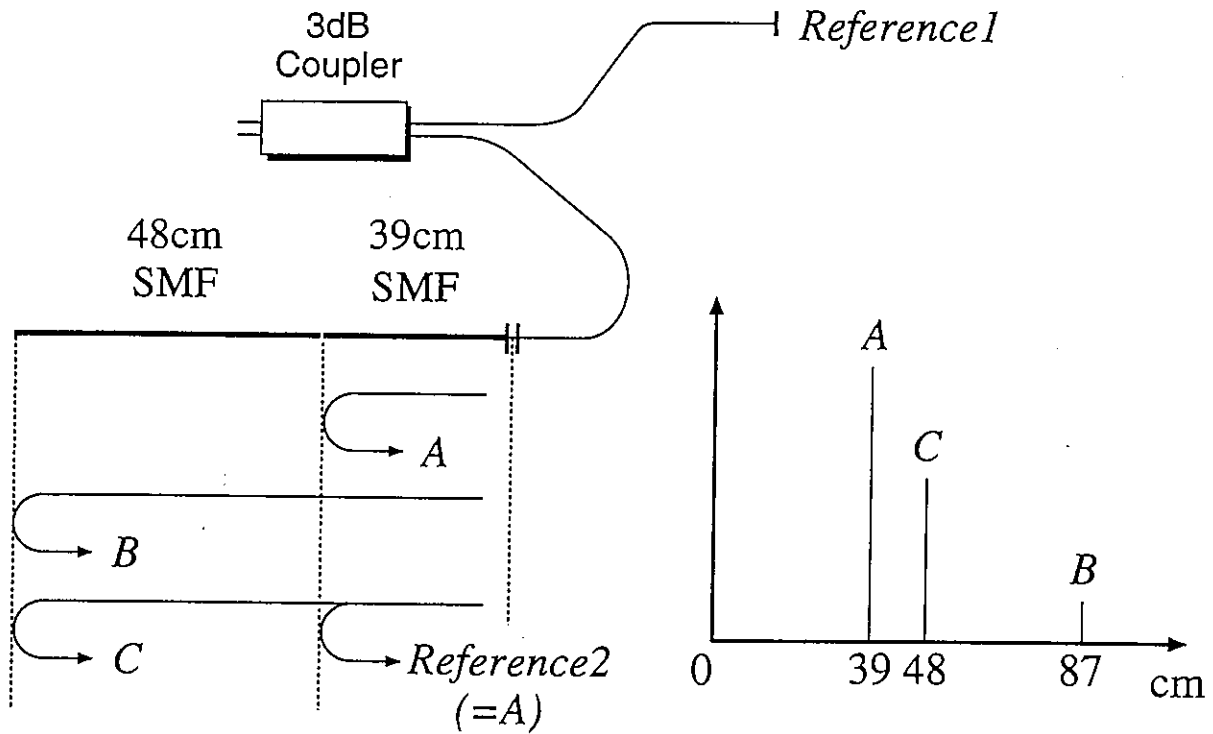 3dB
Coupler
Reference1
48cm
SMF
39cm
SMF
A
B
C
Reference2
(=A)
A
C
B
0
39
48
87
cm